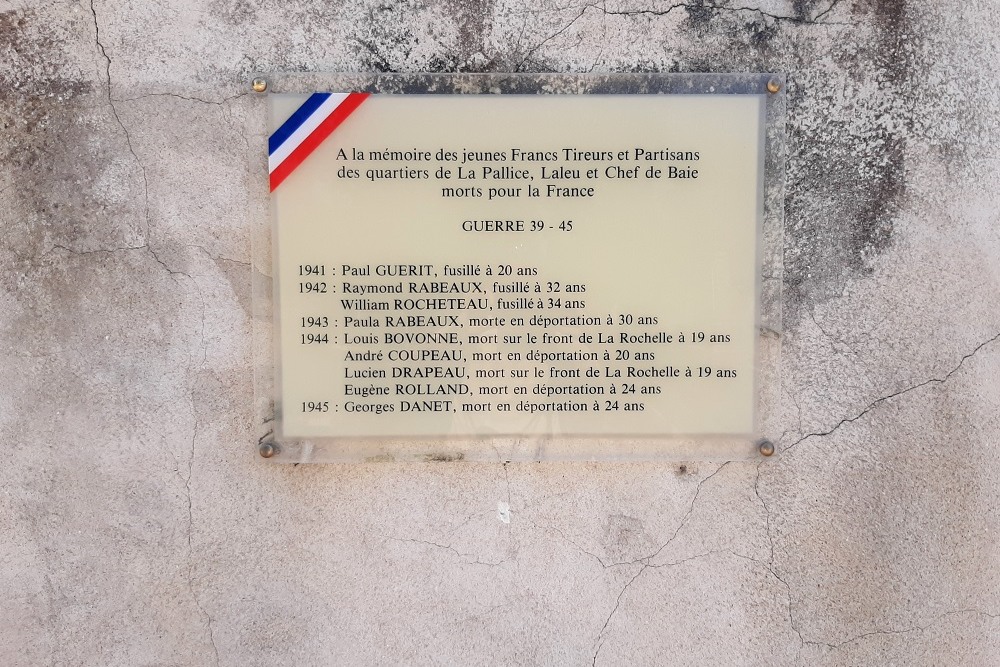 A la mémoire des jeunes Francs Tireurs et Partisans
des quartiers de La Pallice, Laleu et Chef de Baie
morts pour la France
GUERRE 39 - 45
1941 : Paul GUERIT, fusillé à 20 ans
1942 : Raymond RABEAUX, fusillé à 32 ans
William ROCHETEAU, fusillé à 34 ans
1943 : Paula RABEAUX, morte en déportation à 30 ans
1944 : Louis BOVONNE, mort sur le front de La Rochelle à 19 ans
André COUPEAU, mort en déportation à 20 ans
Lucien DRAPEAU, mort sur le front de La Rochelle à 19 ans
Eugène ROLLAND, mort en déportation à 24 ans
1945 : Georges DANET, mort en déportation à 24 ans